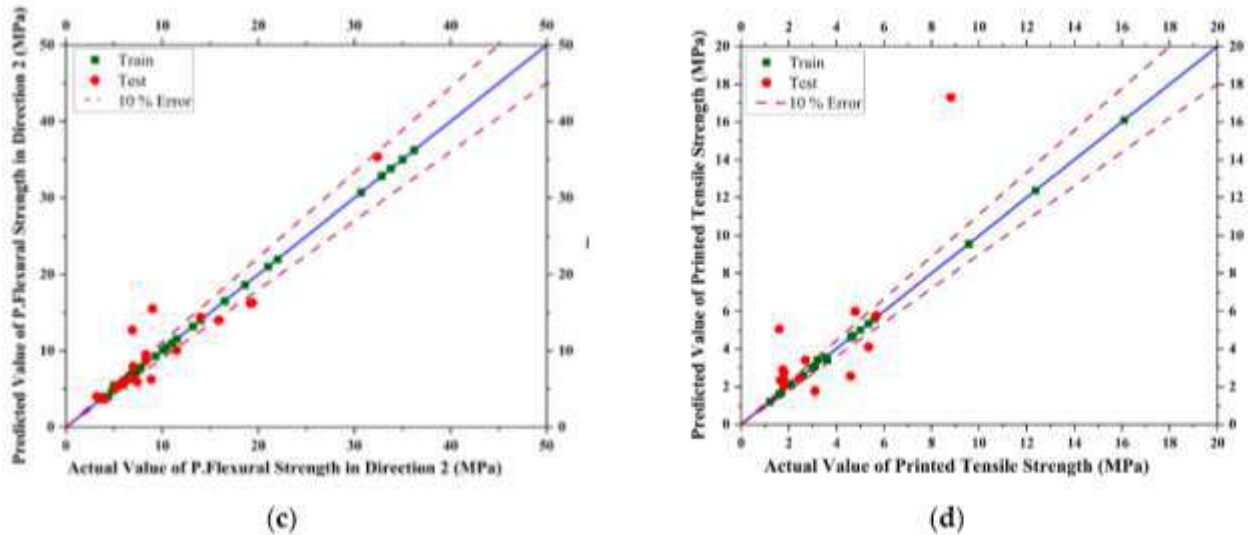 0 10 20 30 40 50
Predicted Value of P.Flexural Strength in Direction 2 (MPa)
50 50
Train
Test
10 % Error
40 40
30 30
20 20
10 10
0 0
0 10 20 30 40 50
Actual Value of P.Flexural Strength in Direction 2 (MPa)
(c)
0 2 4 6 8 10 12 14 16 18 20
Predicted Value of Printed Tensile Strength (MPa)
20 20
Train
Test
10 % Error
18 18
16 16
14 14
12 12
10 10
8 8
6 6
4 4
2 2
0 0
0 2 4 6 8 10 12 14 16 18 20
Actual Value of Printed Tensile Strength (MPa)
(d)